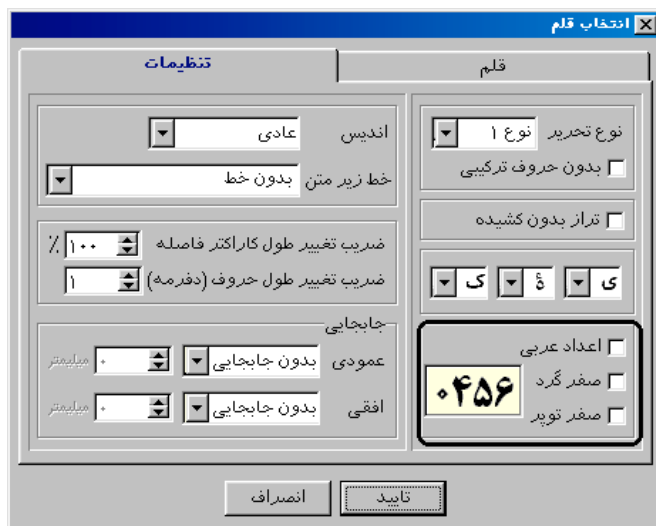 انتخاب قلم
قلم
تنظیمات
نوع تحریر نوع ۱
بدون حروف ترکیبی
تراز بدون کشیده
ی ۀ ک
اعداد عربی
صفر گرد
صفر توپر
۰۴۵۶
اندیس عادی
خط زیر متن بدون خط
ضریب تغییر طول کاراکتر فاصله ۱۰۰ ٪
ضریب تغییر طول حروف (دفرمه) ۱
جابجایی
عمودی بدون جابجایی ۰ میلیمتر
افقی بدون جابجایی ۰ میلیمتر
تایید
انصراف